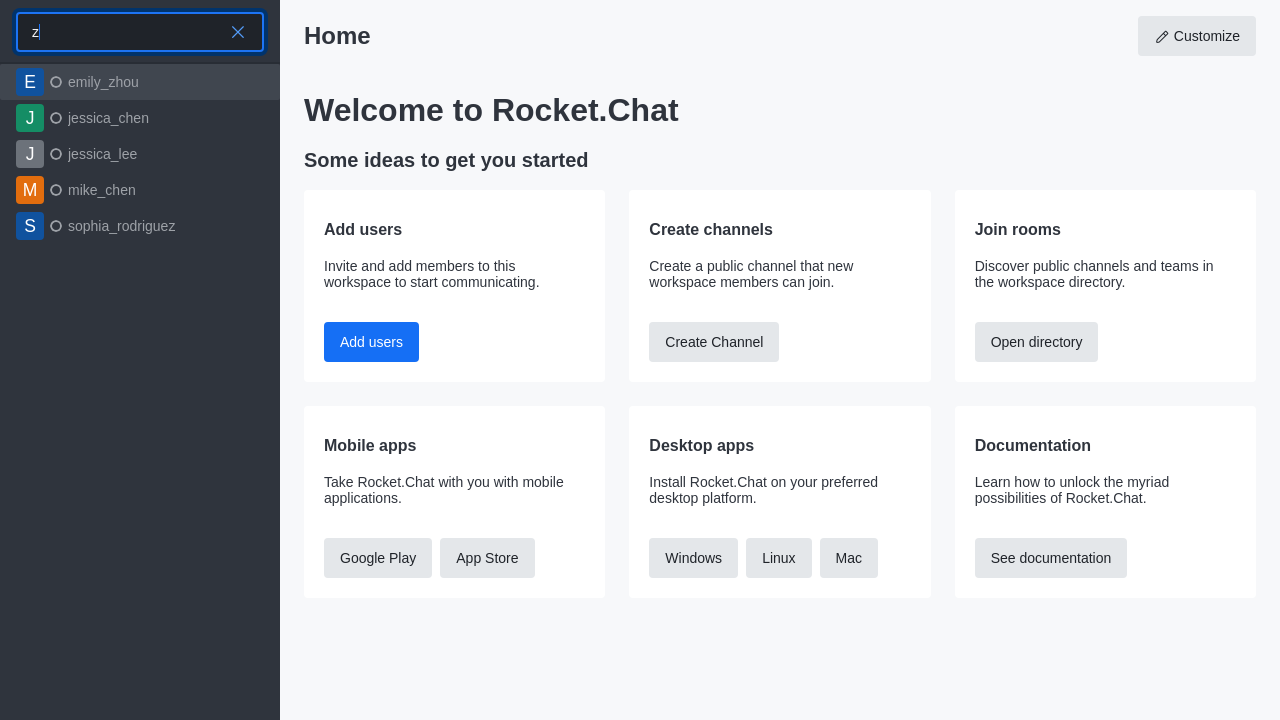 z
E emily_zhou
J jessica_chen
J jessica_lee
M mike_chen
S sophia_rodriguez
Home
Customize
Welcome to Rocket.Chat
Some ideas to get you started
Add users
Invite and add members to this
workspace to start communicating.
Add users
Create channels
Create a public channel that new
workspace members can join.
Create Channel
Join rooms
Discover public channels and teams in
the workspace directory.
Open directory
Mobile apps
Take Rocket.Chat with you with mobile
applications.
Google Play App Store
Desktop apps
Install Rocket.Chat on your preferred
desktop platform.
Windows Linux Mac
Documentation
Learn how to unlock the myriad
possibilities of Rocket.Chat.
See documentation